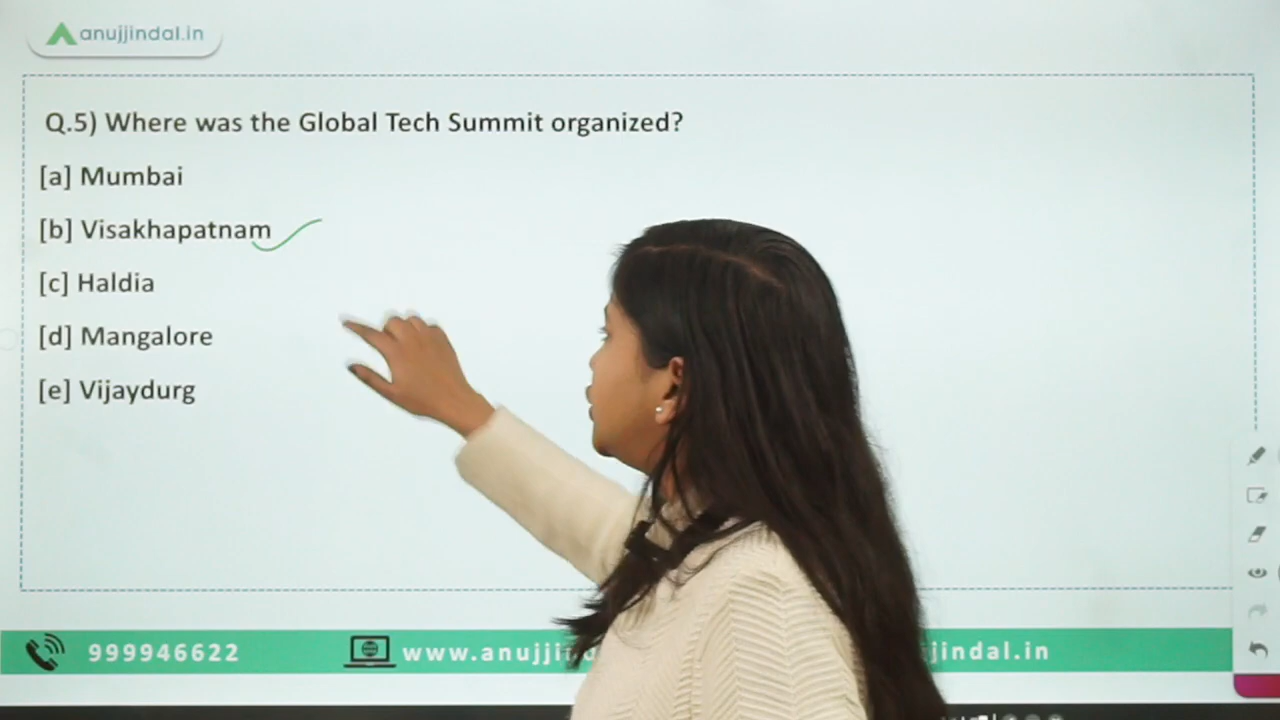 anujjindal.in
Q.5) Where was the Global Tech Summit organized?
[a] Mumbai
[b] Visakhapatnam
[c] Haldia
[d] Mangalore
[e] Vijaydurg
999946622
www.anujji
jindal.in